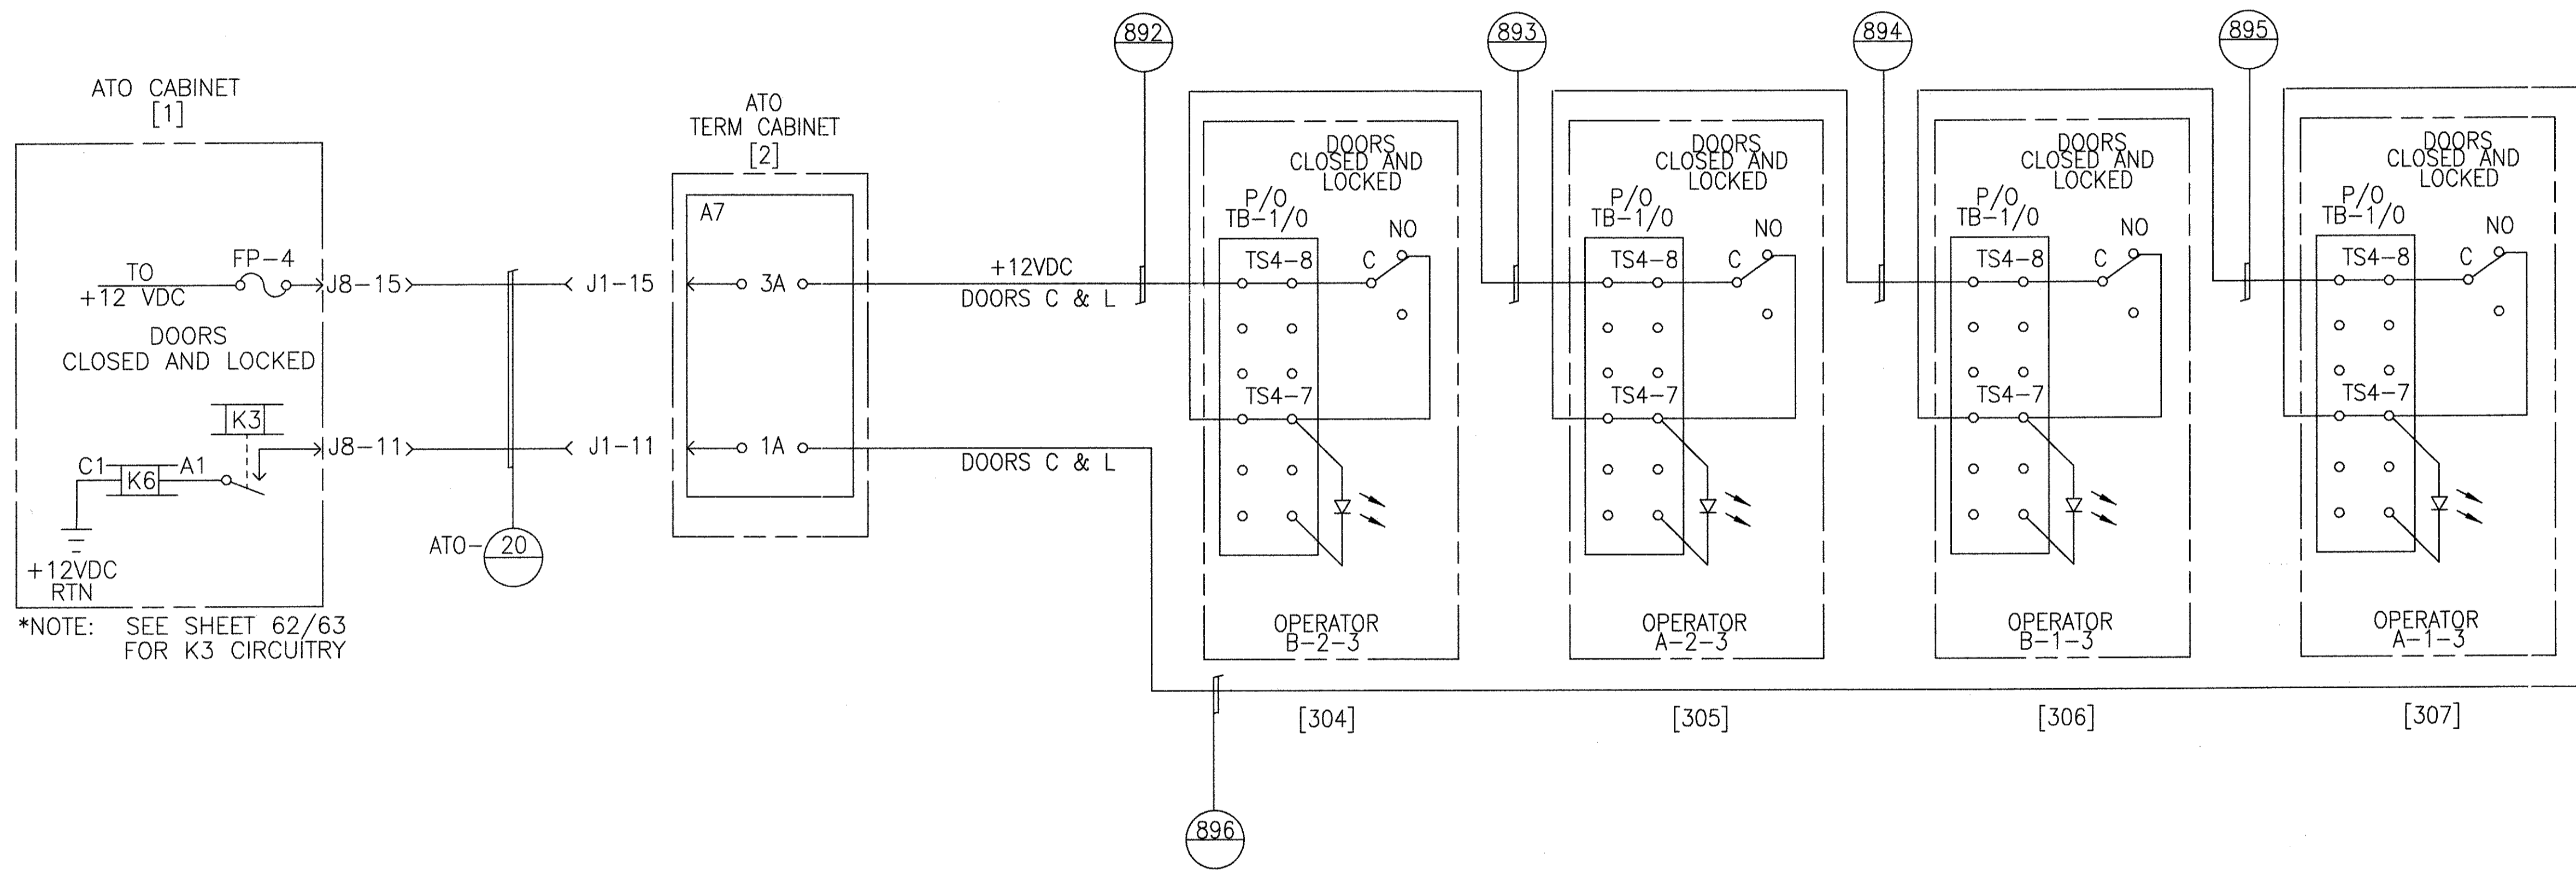 892
893
894
895
ATO CABINET
[1]
ATO
TERM CABINET
[2]
A7
TO
+12 VDC
FP-4
J8-15
J1-15
3A
+12VDC
DOORS C & L
DOORS
CLOSED AND LOCKED
K3
J8-11
J1-11
1A
DOORS C & L
C1
K6
A1
+12VDC
RTN
ATO-
20
*NOTE: SEE SHEET 62/63
FOR K3 CIRCUITRY
DOORS
CLOSED AND
LOCKED
P/O
TB-1/0
NO
TS4-8
C
TS4-7
OPERATOR
B-2-3
[304]
DOORS
CLOSED AND
LOCKED
P/O
TB-1/0
NO
TS4-8
C
TS4-7
OPERATOR
A-2-3
[305]
DOORS
CLOSED AND
LOCKED
P/O
TB-1/0
NO
TS4-8
C
TS4-7
OPERATOR
B-1-3
[306]
DOORS
CLOSED AND
LOCKED
P/O
TB-1/0
NO
TS4-8
C
TS4-7
OPERATOR
A-1-3
[307]
896